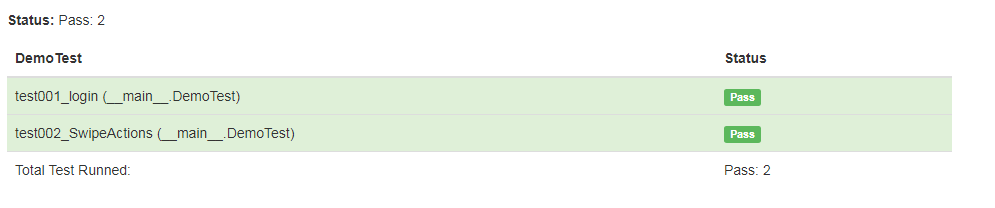 Status: Pass: 2
DemoTest Status
test001_login (__main__.DemoTest) Pass
test002_SwipeActions (__main__.DemoTest) Pass
Total Test Runned: Pass: 2